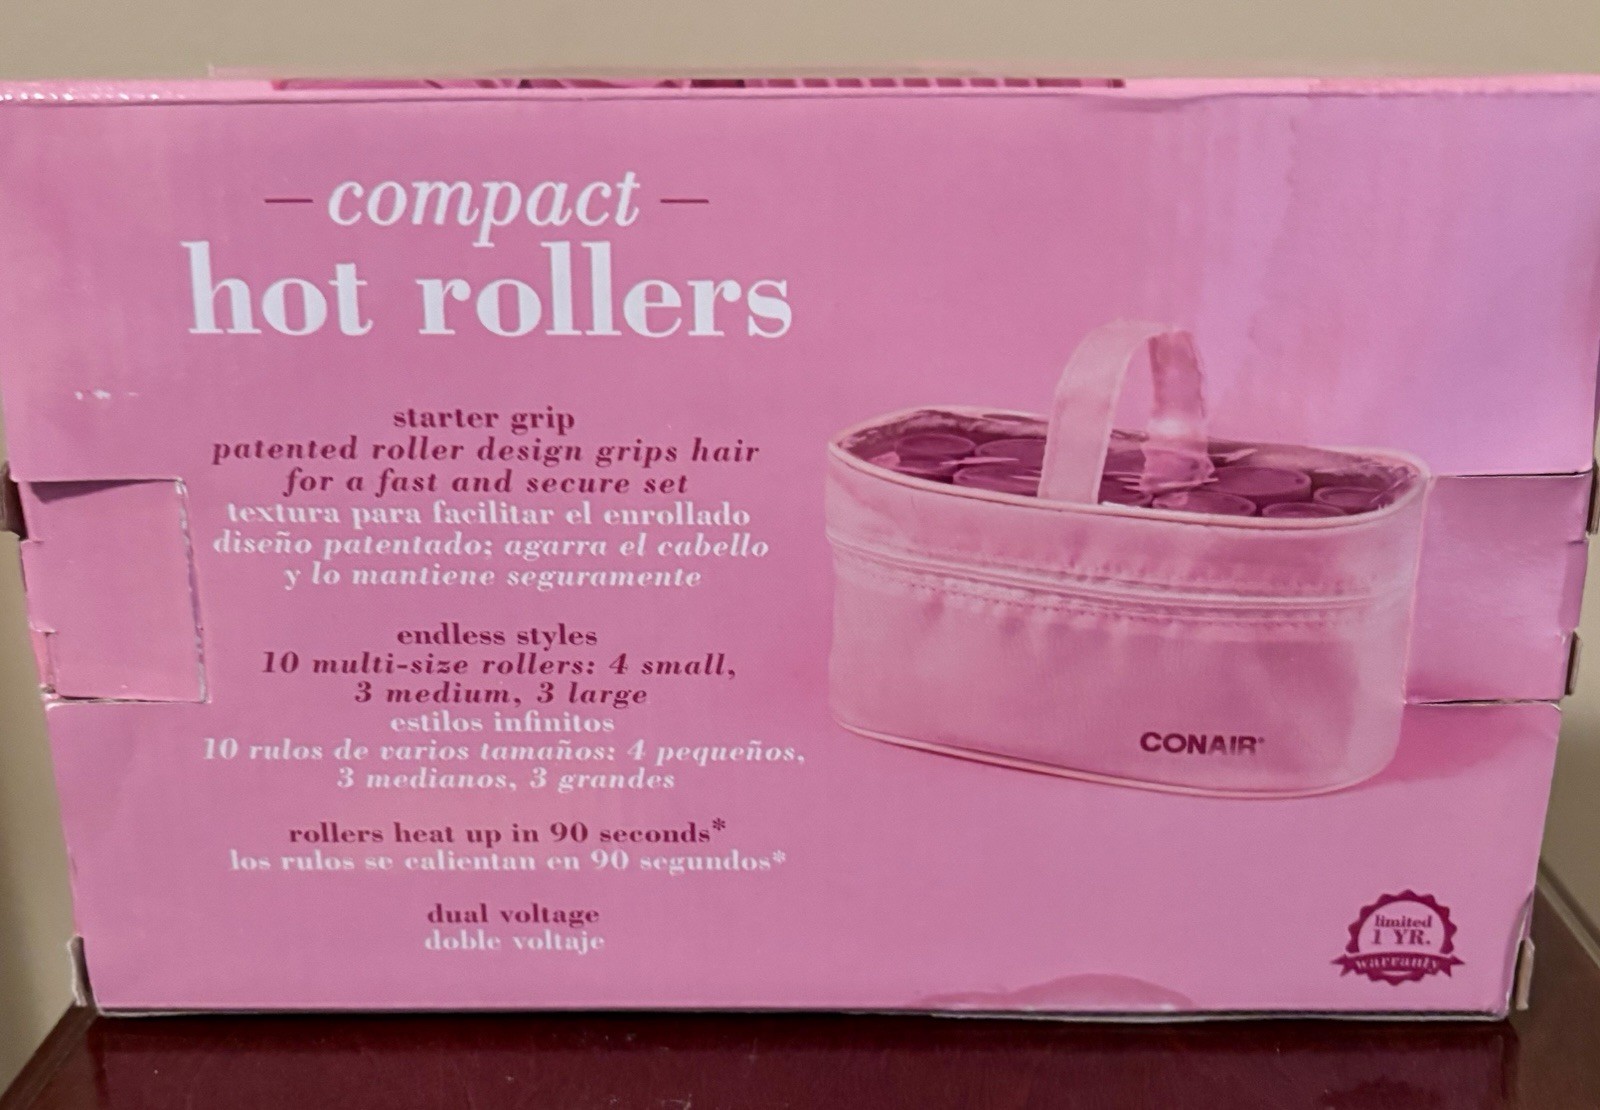 compact
hot rollers
starter grip
patented roller design grips hair
for a fast and secure set
textura para facilitar el enrollado
diseño patentado; agarra el cabello
y lo mantiene seguramente
endless styles
10 multi-size rollers: 4 small,
3 medium, 3 large
estilos infinitos
10 rulos de varios tamaños: 4 pequeños,
3 medianos, 3 grandes
rollers heat up in 90 seconds*
los rulos se calientan en 90 segundos*
dual voltage
doble voltaje
CONAIR®
limited
1 YR.
warranty